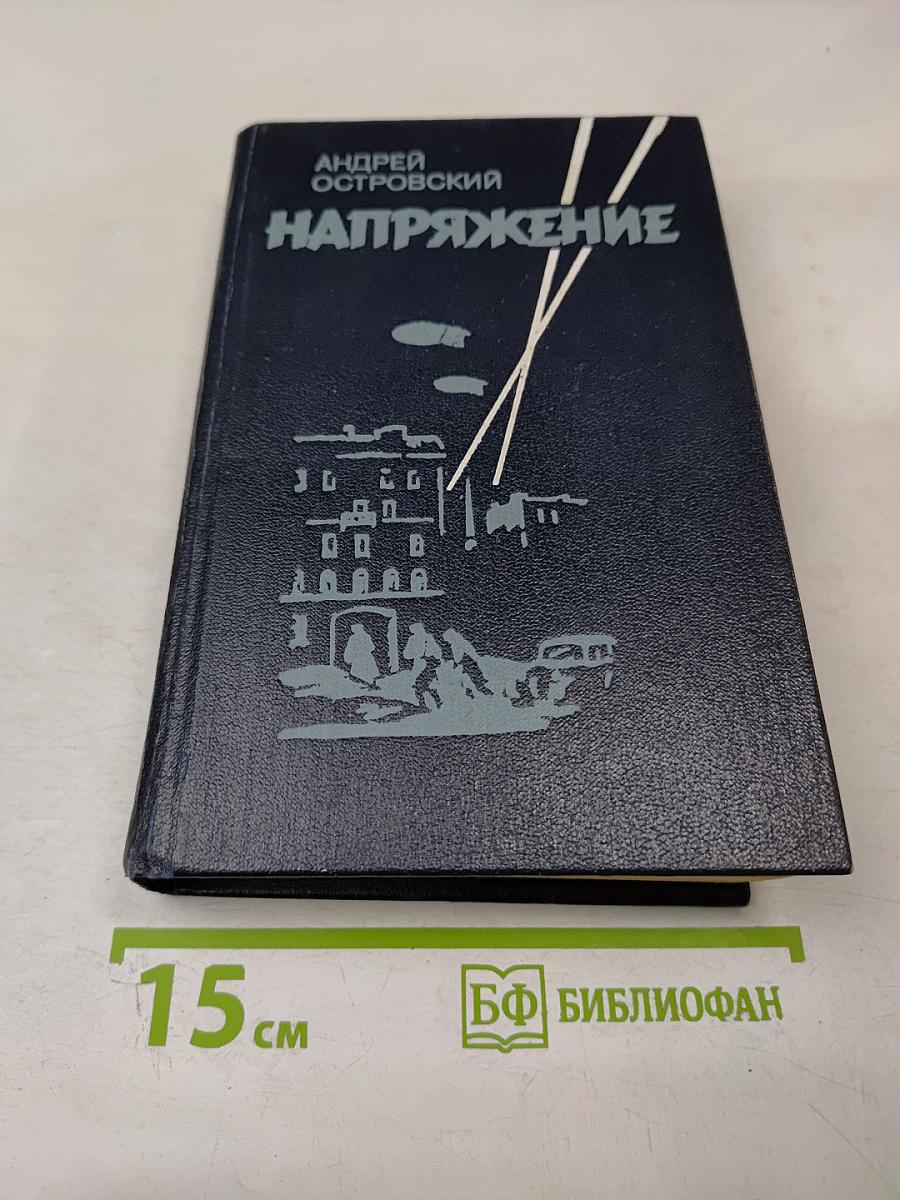 АНДРЕЙ
ОСТРОВСКИЙ
НАПРЯЖЕНИЕ
15 см
БФ БИБЛИОФАН